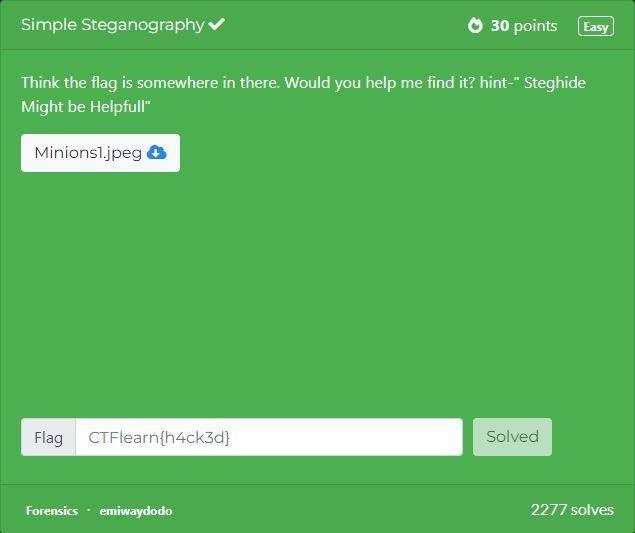 Simple Steganography
30 points
Easy
Think the flag is somewhere in there. Would you help me find it? hint-" Steghide
Might be Helpfull"
Minions1.jpeg
Flag
CTFlearn{h4ck3d}
Solved
Forensics · emiwaydodo
2277 solves